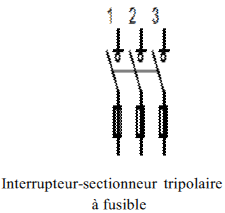 1 2 3
Interrupteur-sectionneur tripolaire
à fusible